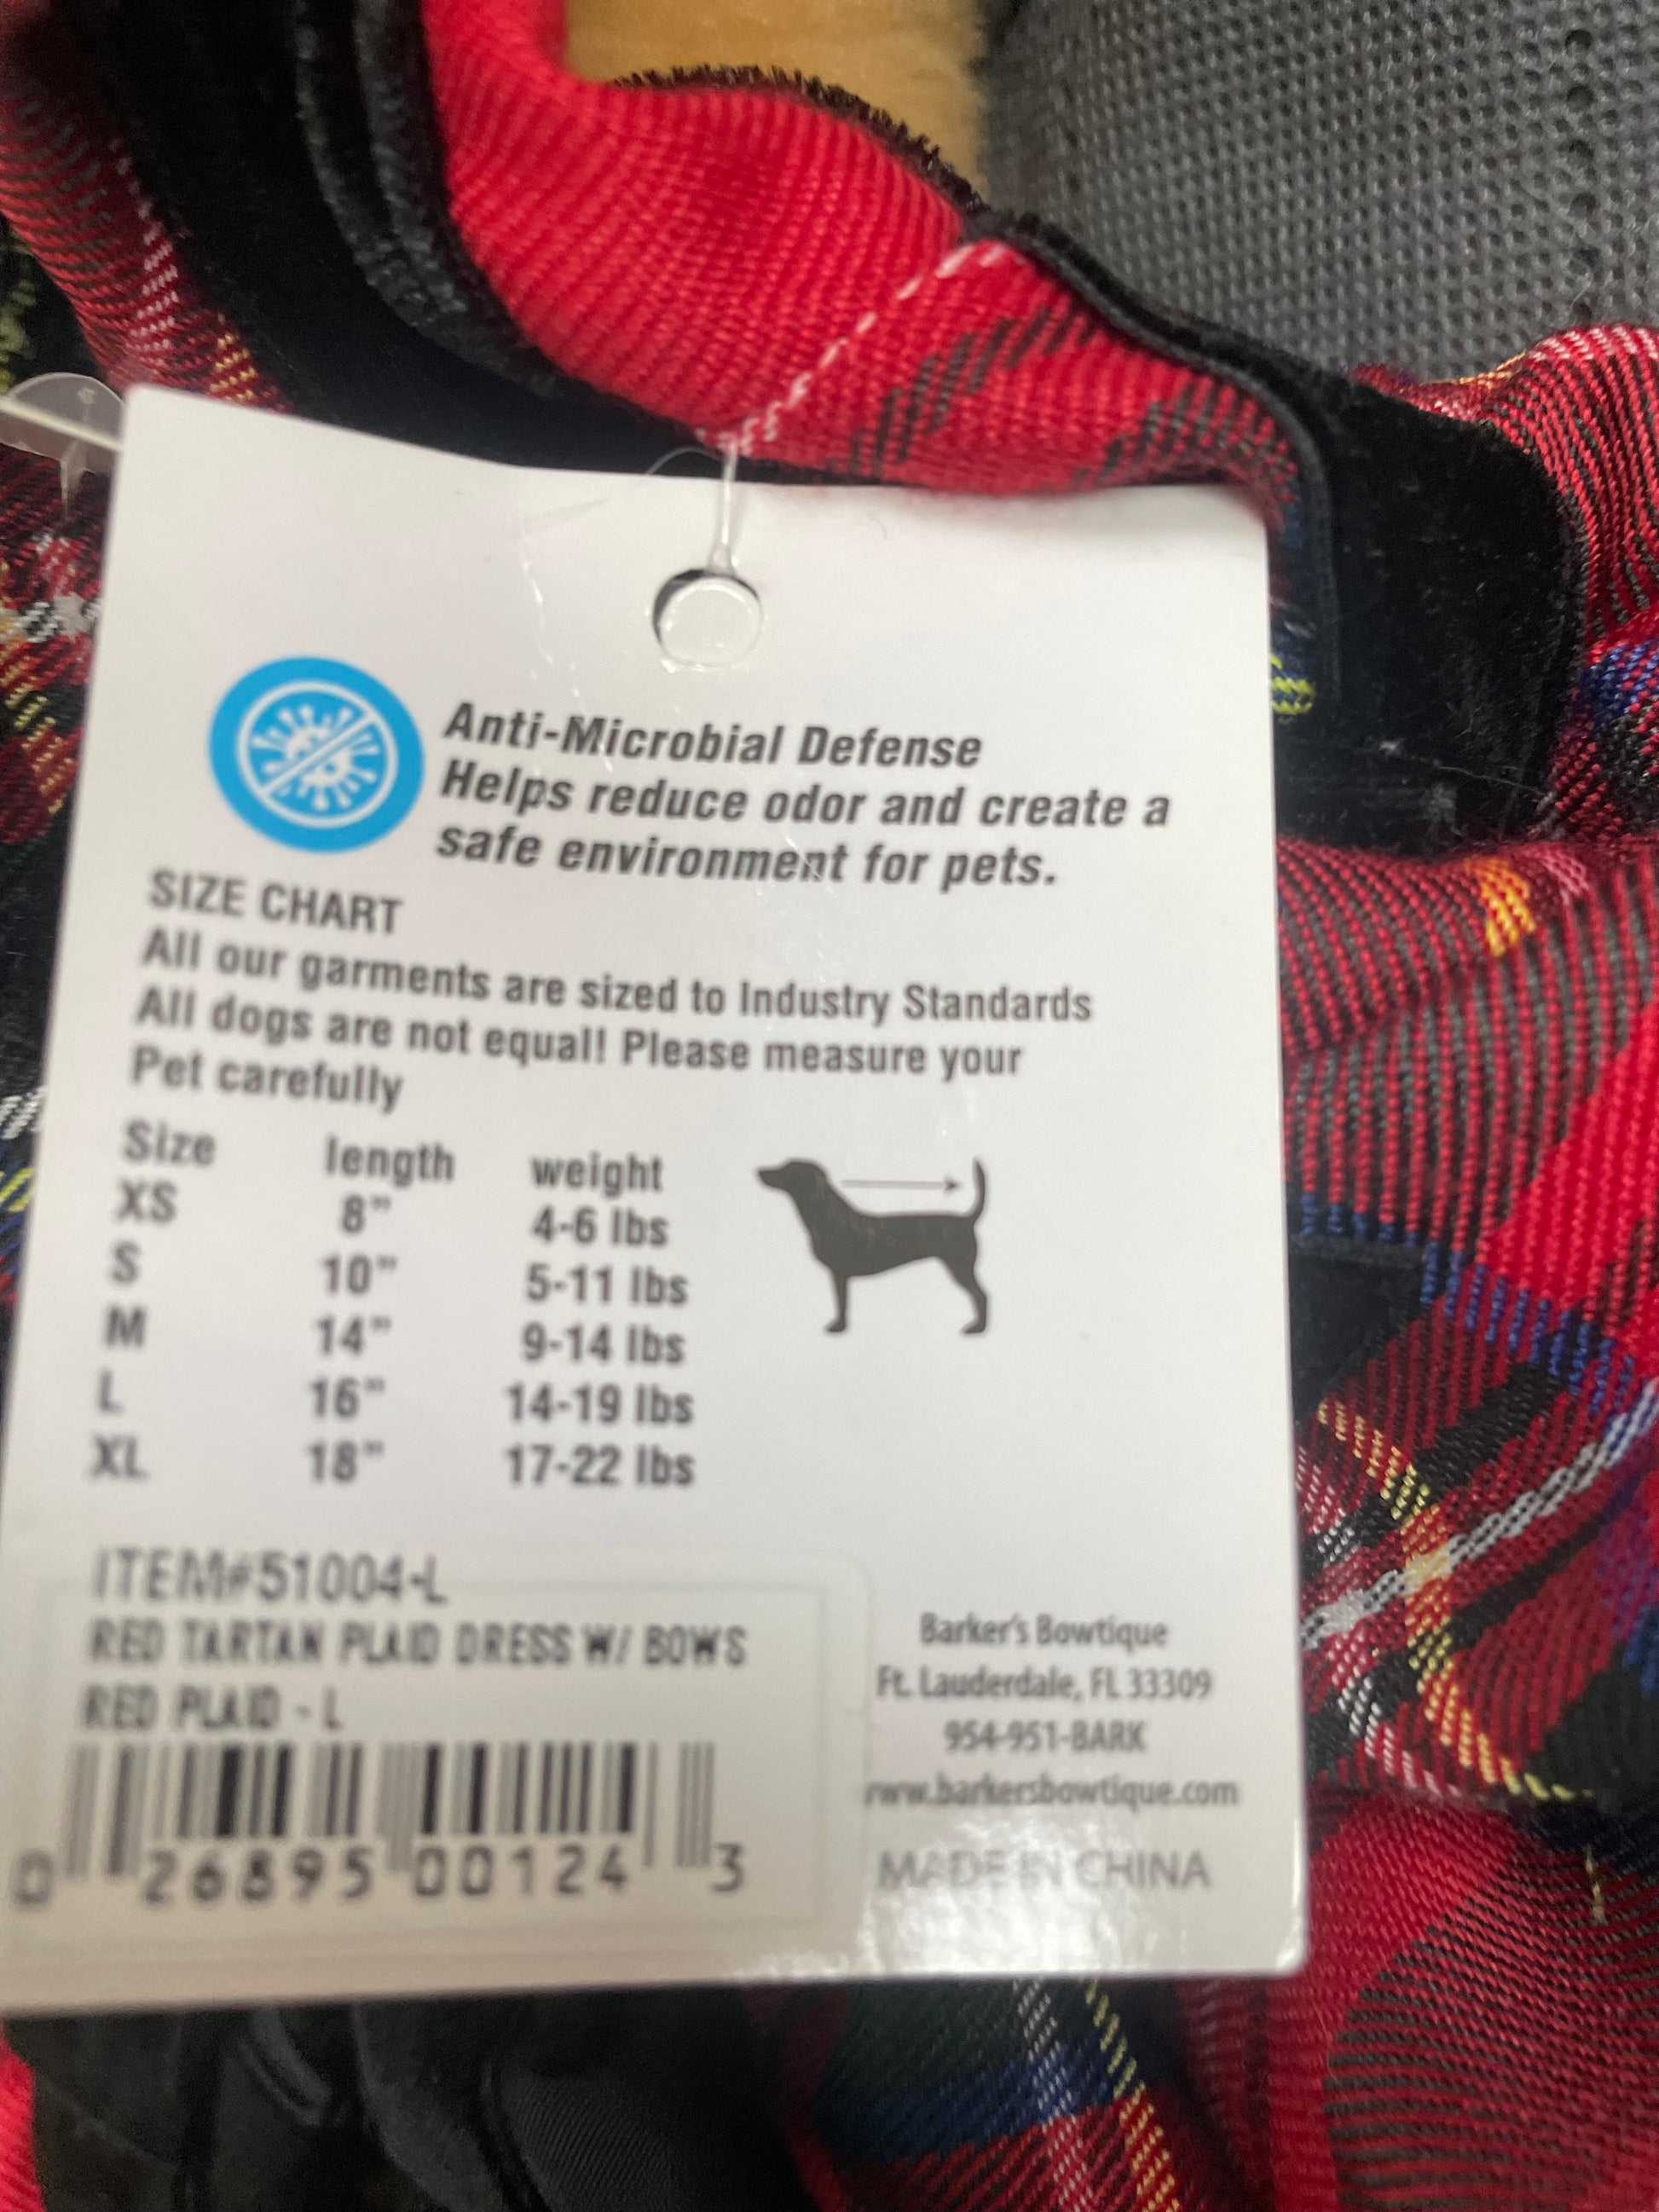 Anti-Microbial Defense
Helps reduce odor and create a
safe environment for pets.
SIZE CHART
All our garments are sized to Industry Standards
All dogs are not equal! Please measure your
Pet carefully
Size length weight
XS 8" 4-6 lbs
S 10" 5-11 lbs
M 14" 9-14 lbs
L 16" 14-19 lbs
XL 18" 17-22 lbs
ITEM#51004-L
RED TARTAN PLAID DRESS W/ BOWS
RED PLAID - L
0 26895 00124 3
Barker's Bowtique
Ft. Lauderdale, FL 33309
954-951-BARK
www.barkersbowtique.com
MADE IN CHINA